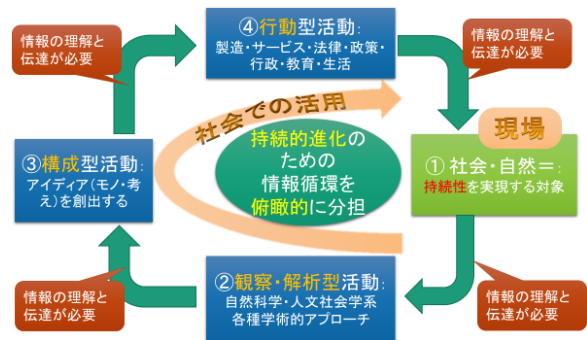 情報の理解と
伝達が必要
④行動型活動:
製造・サービス・法律・政策・
行政・教育・生活
情報の理解と
伝達が必要
社会での活用
現場
③構成型活動:
アイディア(モノ・考
え)を創出する
持続的進化の
ための
情報循環を
俯瞰的に分担
① 社会・自然＝:
持続性を実現する対象
情報の理解と
伝達が必要
②観察・解析型活動:
自然科学・人文社会学系
各種学術的アプローチ
情報の理解と
伝達が必要